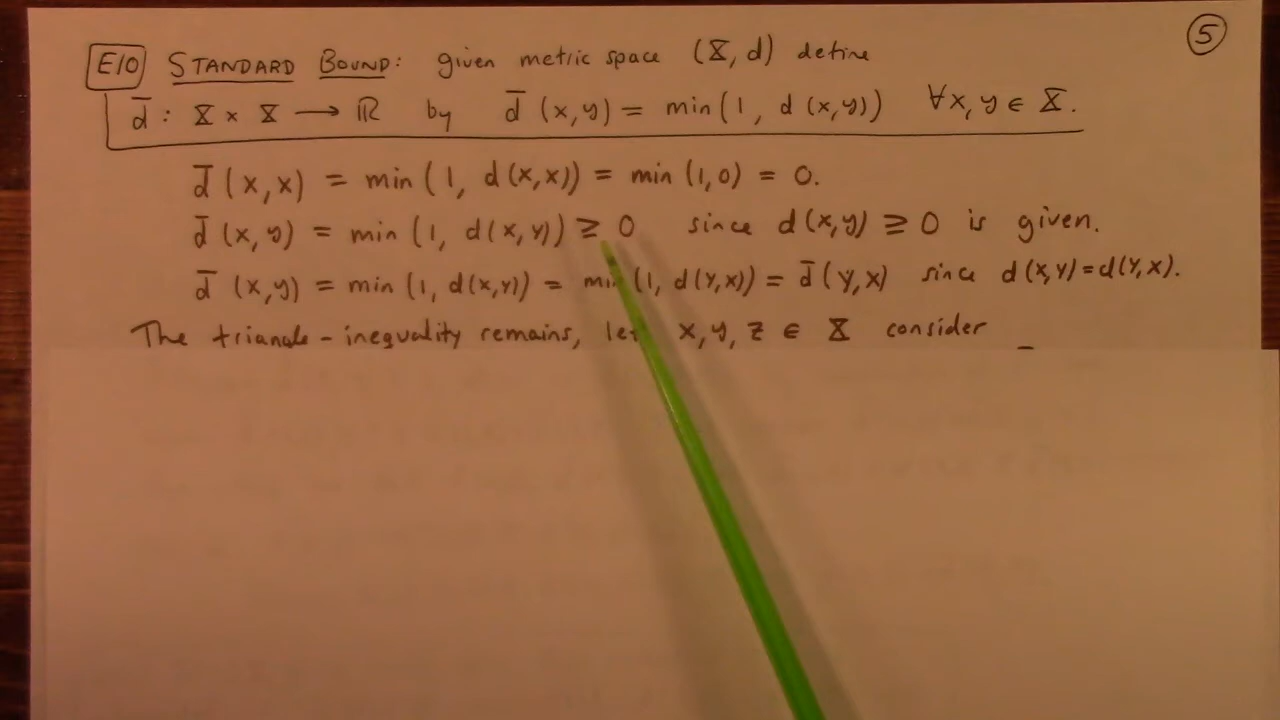 5
E10 STANDARD BOUND: given metric space (X, d) define
d̄ : X × X → ℝ by d̄(x,y) = min(1, d(x,y)) ∀x, y ∈ X.
d̄(x,x) = min(1, d(x,x)) = min(1,0) = 0.
d̄(x,y) = min(1, d(x,y)) ≥ 0 since d(x,y) ≥ 0 is given.
d̄(x,y) = min(1, d(x,y)) = min(1, d(y,x)) = d̄(y,x) since d(x,y)=d(y,x).
The triangle-inequality remains, let x, y, z ∈ X consider